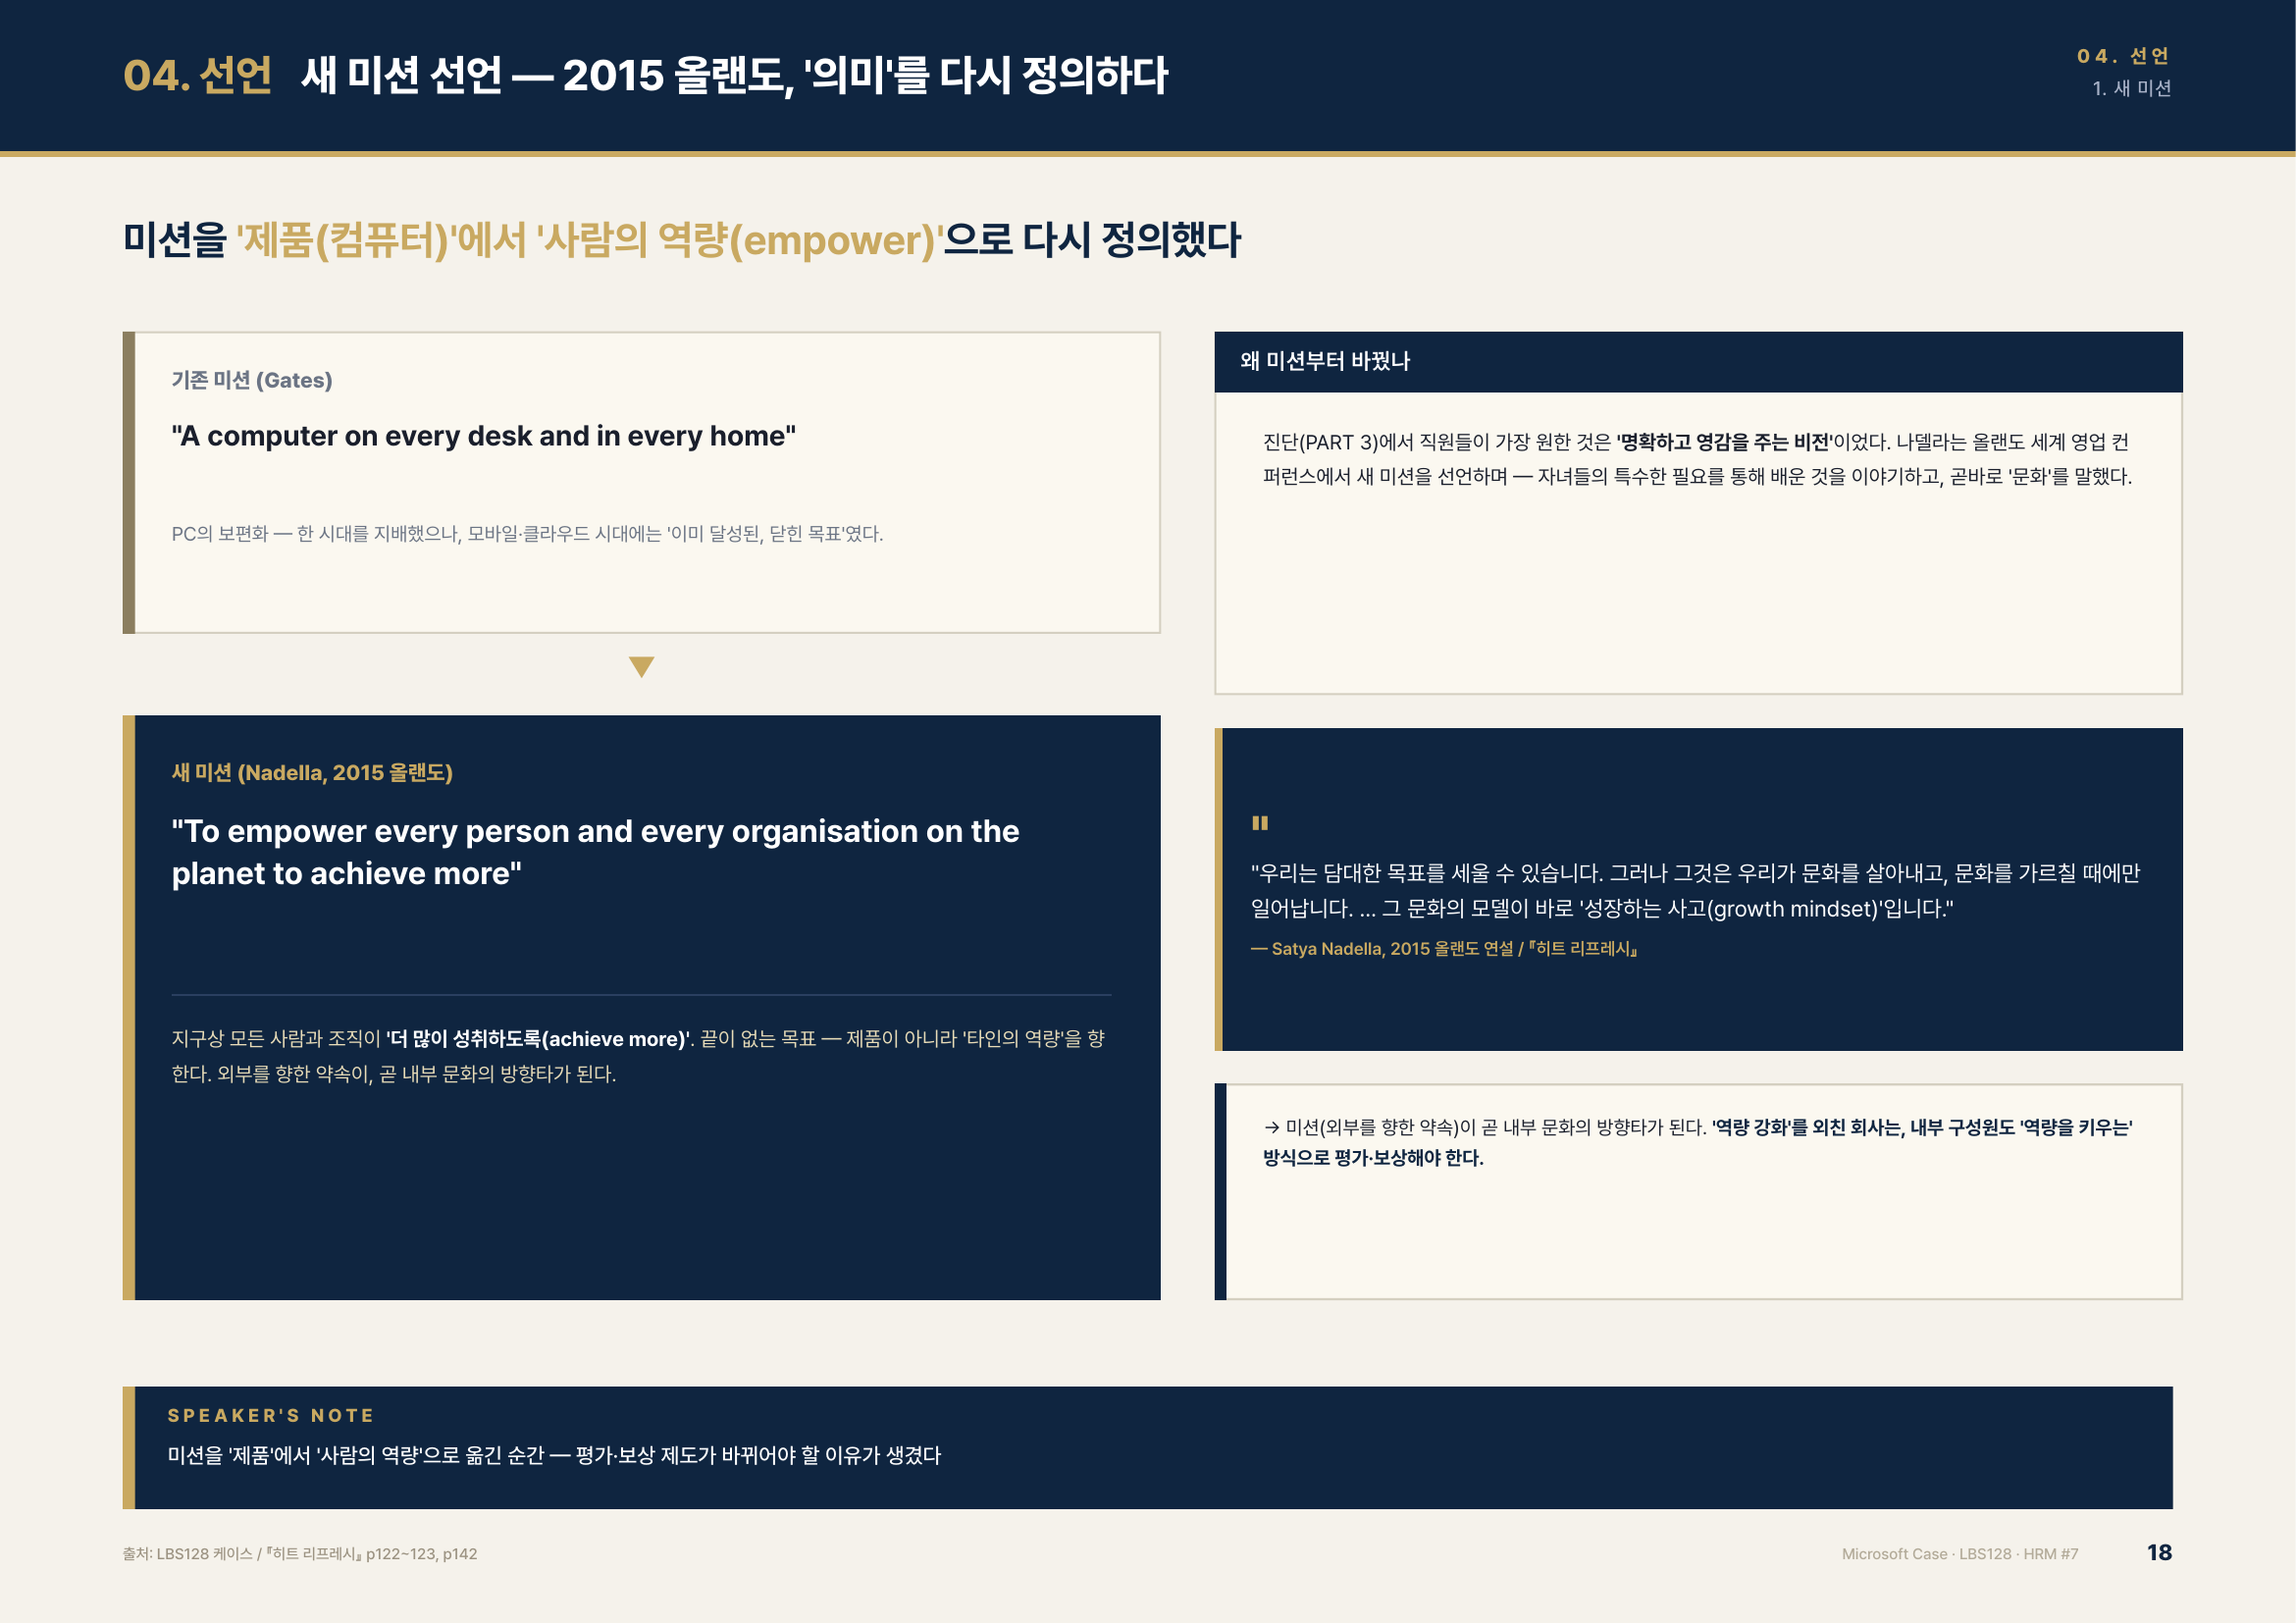 04. 선언 새 미션 선언 — 2015 올랜도, '의미'를 다시 정의하다
04. 선언
1. 새 미션
미션을 '제품(컴퓨터)'에서 '사람의 역량(empower)'으로 다시 정의했다
기존 미션 (Gates)
"A computer on every desk and in every home"
PC의 보편화 — 한 시대를 지배했으나, 모바일·클라우드 시대에는 '이미 달성된, 닫힌 목표'였다.
▼
새 미션 (Nadella, 2015 올랜도)
"To empower every person and every organisation on the
planet to achieve more"
지구상 모든 사람과 조직이 '더 많이 성취하도록(achieve more)'. 끝이 없는 목표 — 제품이 아니라 '타인의 역량'을 향
한다. 외부를 향한 약속이, 곧 내부 문화의 방향타가 된다.
왜 미션부터 바꿨나
진단(PART 3)에서 직원들이 가장 원한 것은 '명확하고 영감을 주는 비전'이었다. 나델라는 올랜도 세계 영업 컨
퍼런스에서 새 미션을 선언하며 — 자녀들의 특수한 필요를 통해 배운 것을 이야기하고, 곧바로 '문화'를 말했다.
"
"우리는 담대한 목표를 세울 수 있습니다. 그러나 그것은 우리가 문화를 살아내고, 문화를 가르칠 때에만
일어납니다. ... 그 문화의 모델이 바로 '성장하는 사고(growth mindset)'입니다."
— Satya Nadella, 2015 올랜도 연설 / 『히트 리프레시』
→ 미션(외부를 향한 약속)이 곧 내부 문화의 방향타가 된다. '역량 강화'를 외친 회사는, 내부 구성원도 '역량을 키우는'
방식으로 평가·보상해야 한다.
SPEAKER'S NOTE
미션을 '제품'에서 '사람의 역량'으로 옮긴 순간 — 평가·보상 제도가 바뀌어야 할 이유가 생겼다
출처: LBS128 케이스 / 『히트 리프레시』 p122~123, p142
Microsoft Case · LBS128 · HRM #7
18